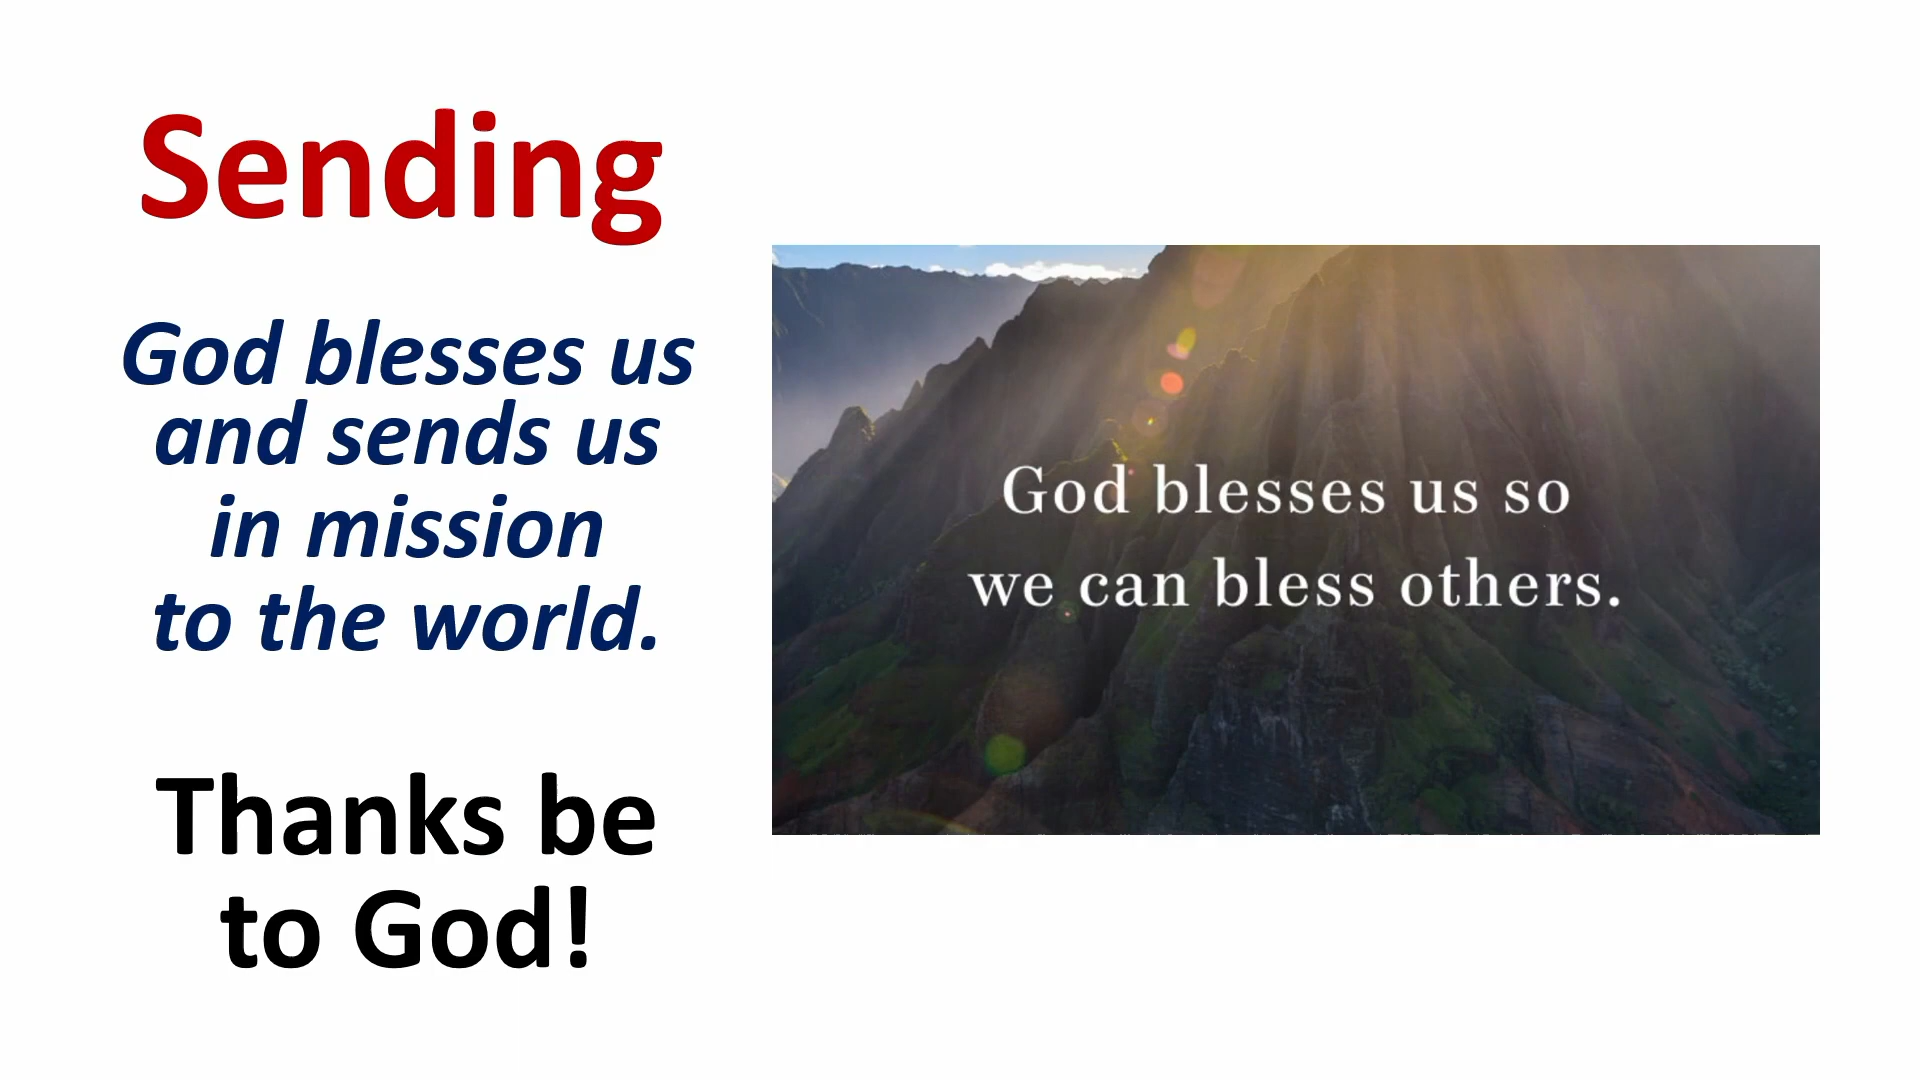 Sending
God blesses us
and sends us
in mission
to the world.
Thanks be
to God!
God blesses us so
we can bless others.